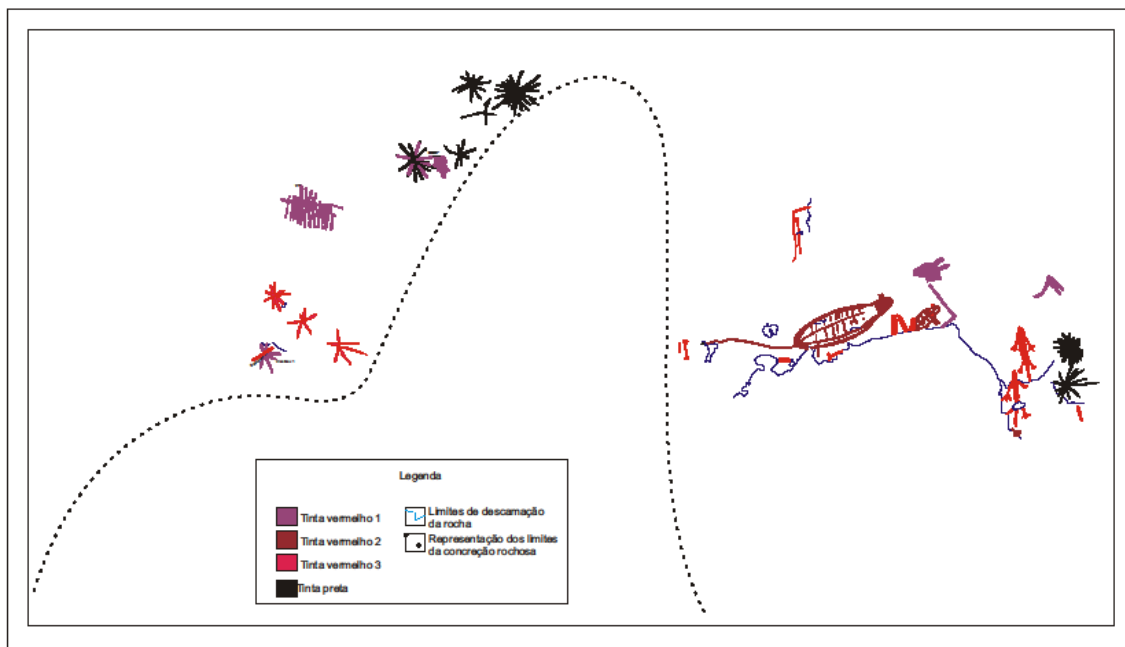 Legenda
Tinta vermelho 1
Tinta vermelho 2
Tinta vermelho 3
Tinta preta
Limites de descamação
da rocha
Representação dos limites
da concreção rochosa